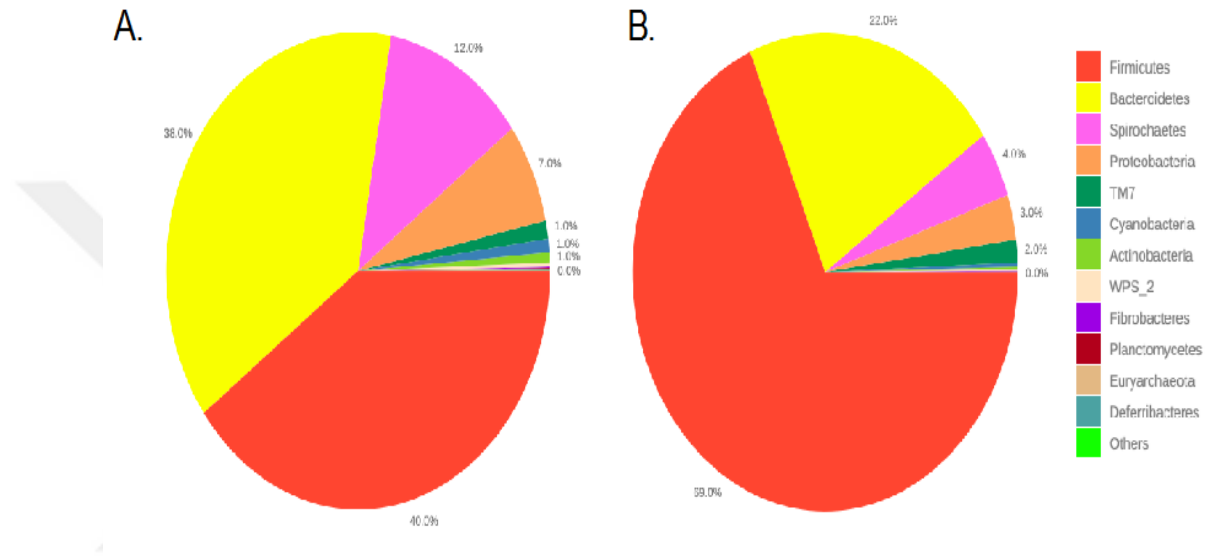 A.
12.0%
38.0%
7.0%
1.0%
1.0%
1.0%
0.0%
40.0%
B.
22.0%
4.0%
3.0%
2.0%
0.0%
69.0%
Firmicutes
Bacteroidetes
Spirochaetes
Proteobacteria
TM7
Cyanobacteria
Actinobacteria
WPS_2
Fibrobacteres
Planctomycetes
Euryarchaeota
Deferribacteres
Others